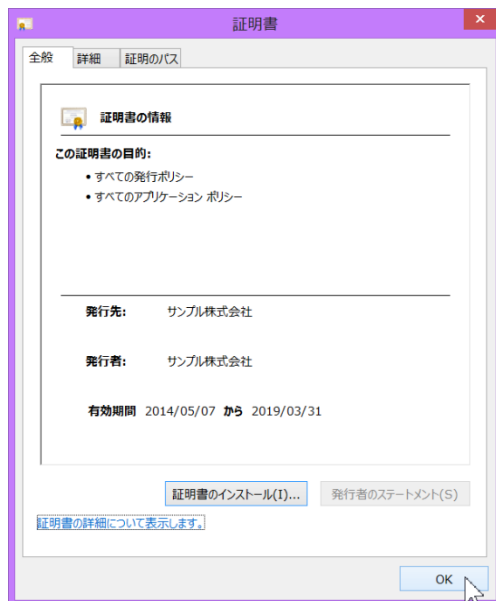 証明書
全般 詳細 証明のパス
証明書の情報
この証明書の目的:
• すべての発行ポリシー
• すべてのアプリケーション ポリシー
発行先: サンプル株式会社
発行者: サンプル株式会社
有効期間 2014/05/07 から 2019/03/31
証明書のインストール(I)... 発行者のステートメント(S)
証明書の詳細について表示します。
OK